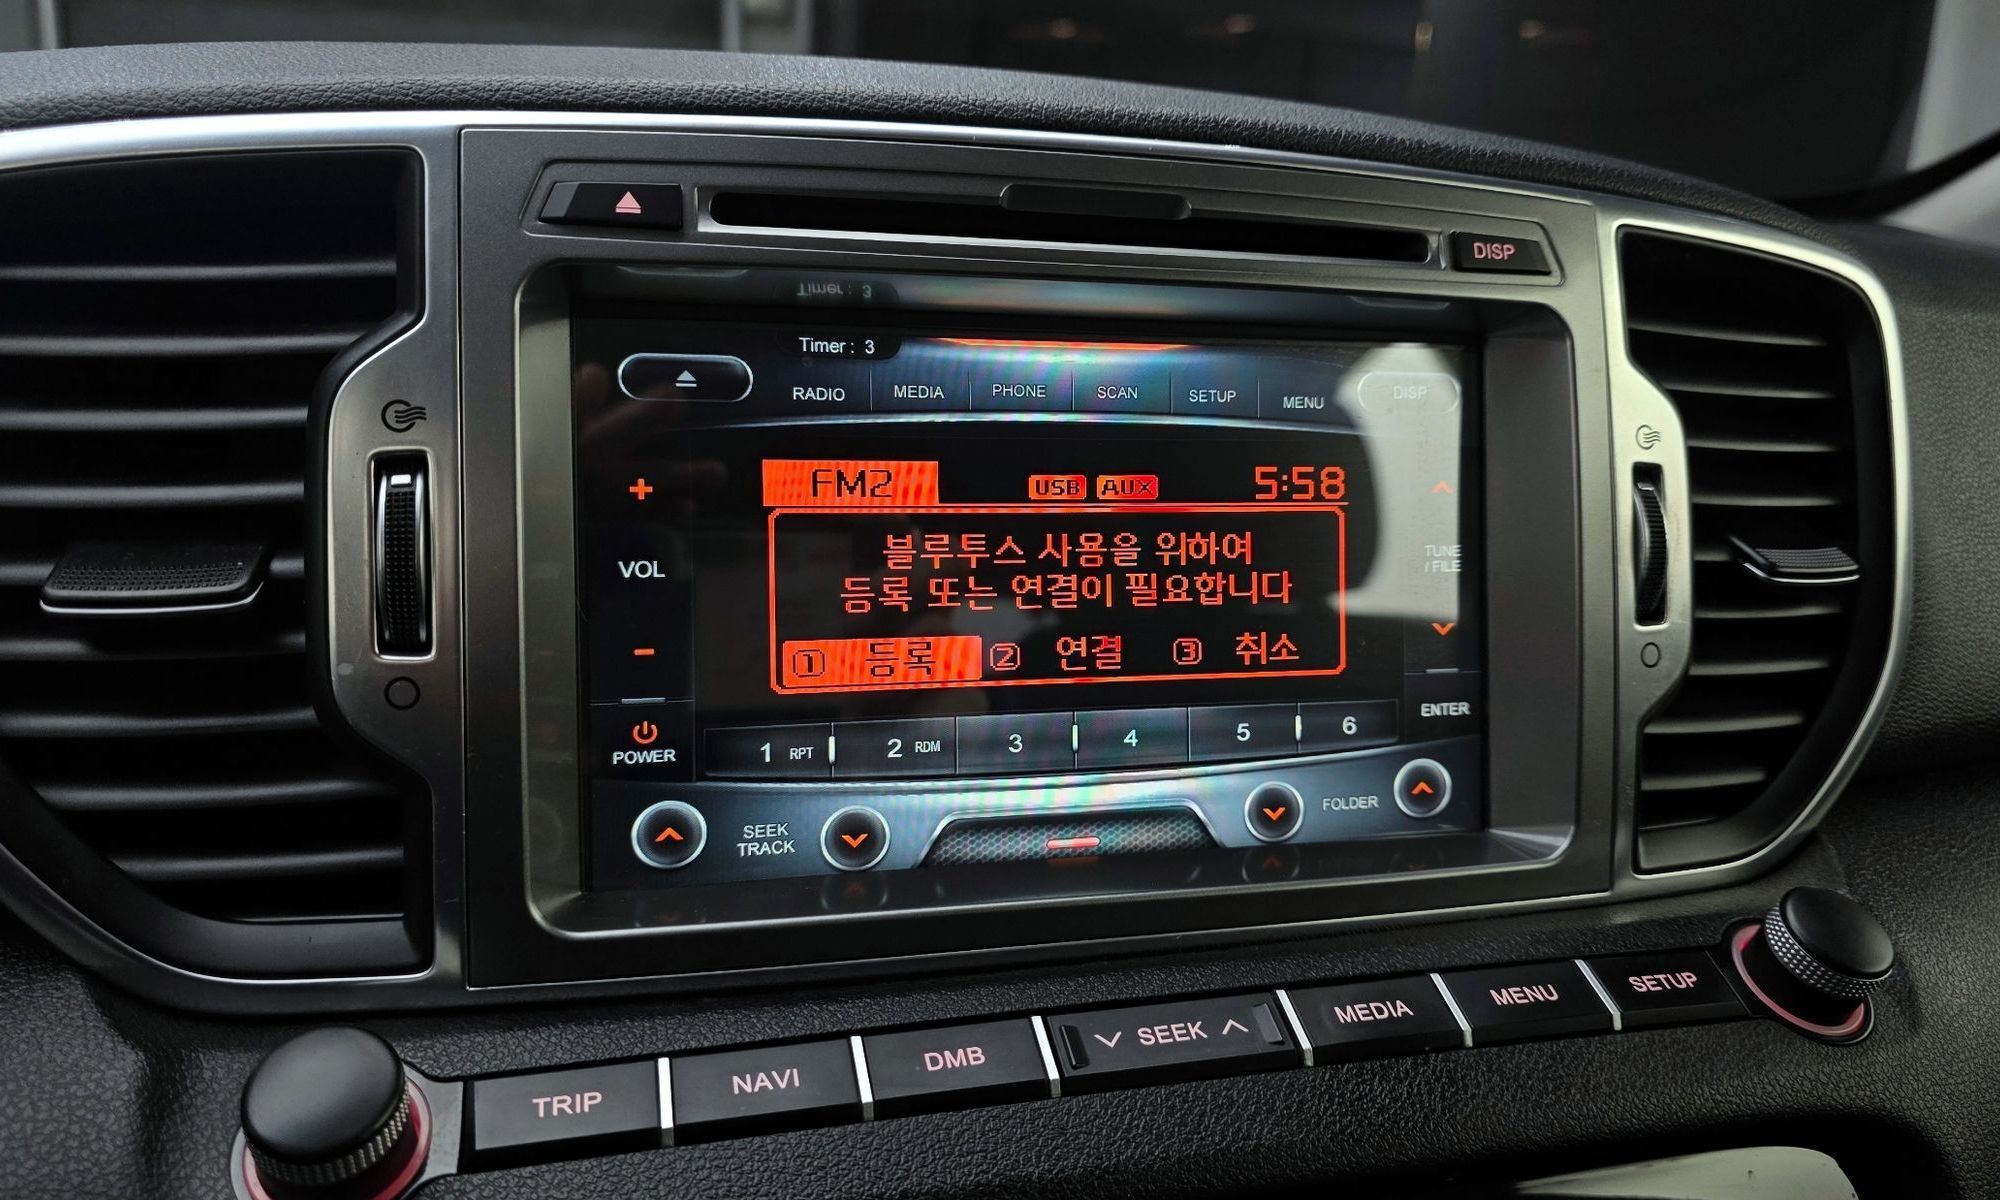 DISP
Timer : 3
RADIO MEDIA PHONE SCAN SETUP MENU DISP
FM2 USB AUX 5:58
블루투스 사용을 위하여
등록 또는 연결이 필요합니다
① 등록 ② 연결 ③ 취소
+
VOL
-
POWER
TUNE
/ FILE
ENTER
1 RPT 2 RDM 3 4 5 6
SEEK
TRACK
FOLDER
TRIP NAVI DMB SEEK MEDIA MENU SETUP